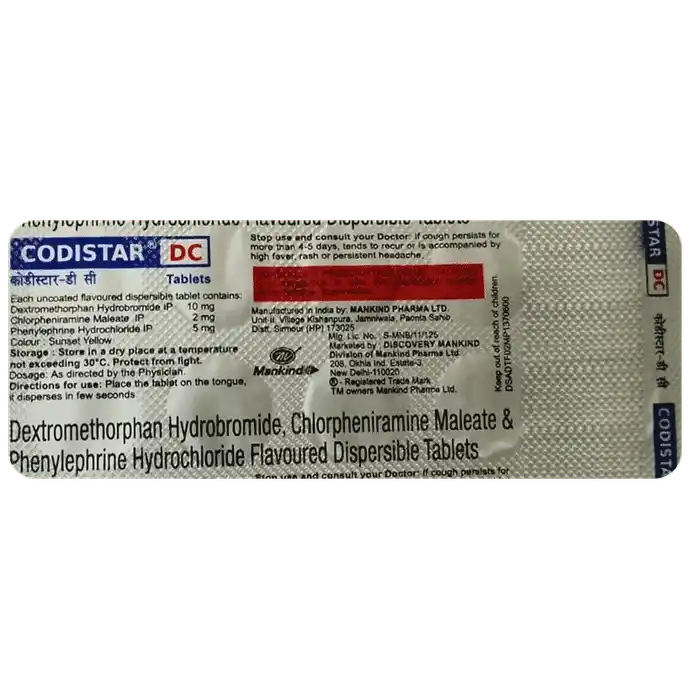 Phenylephrine Hydrochloride Flavoured Dispersible Tablets
CODISTAR® DC
कोडीस्टार-डी सी Tablets
Each uncoated flavoured dispersible tablet contains:
Dextromethorphan Hydrobromide IP 10 mg
Chlorpheniramine Maleate IP 2 mg
Phenylephrine Hydrochloride IP 5 mg
Colour : Sunset Yellow
Storage : Store in a dry place at a temperature
not exceeding 30°C. Protect from light.
Dosage: As directed by the Physician.
Directions for use: Place the tablet on the tongue,
it disperses in few seconds
Stop use and consult your Doctor: If cough persists for
more than 4-5 days, tends to recur or is accompanied by
high fever, rash or persistent headache.
Manufactured in India by: MANKIND PHARMA LTD.
Unit-II, Village Kishanpura, Jamniwala, Paonta Sahib,
Distt. Sirmour (HP) 173025
Mfg. Lic. No. : S-MNB/11/125
Marketed by : DISCOVERY MANKIND
Division of Mankind Pharma Ltd.
208, Okhla Ind. Estate-3,
New Delhi-110020
® - Registered Trade Mark
TM owners Mankind Pharma Ltd.
Mankind
Keep out of reach of children.
DSADTF02MP1370600
Dextromethorphan Hydrobromide, Chlorpheniramine Maleate &
Phenylephrine Hydrochloride Flavoured Dispersible Tablets
Stop use and consult your Doctor: If cough persists for
STAR DC
कोडीस्टार-डी सी
CODISTA